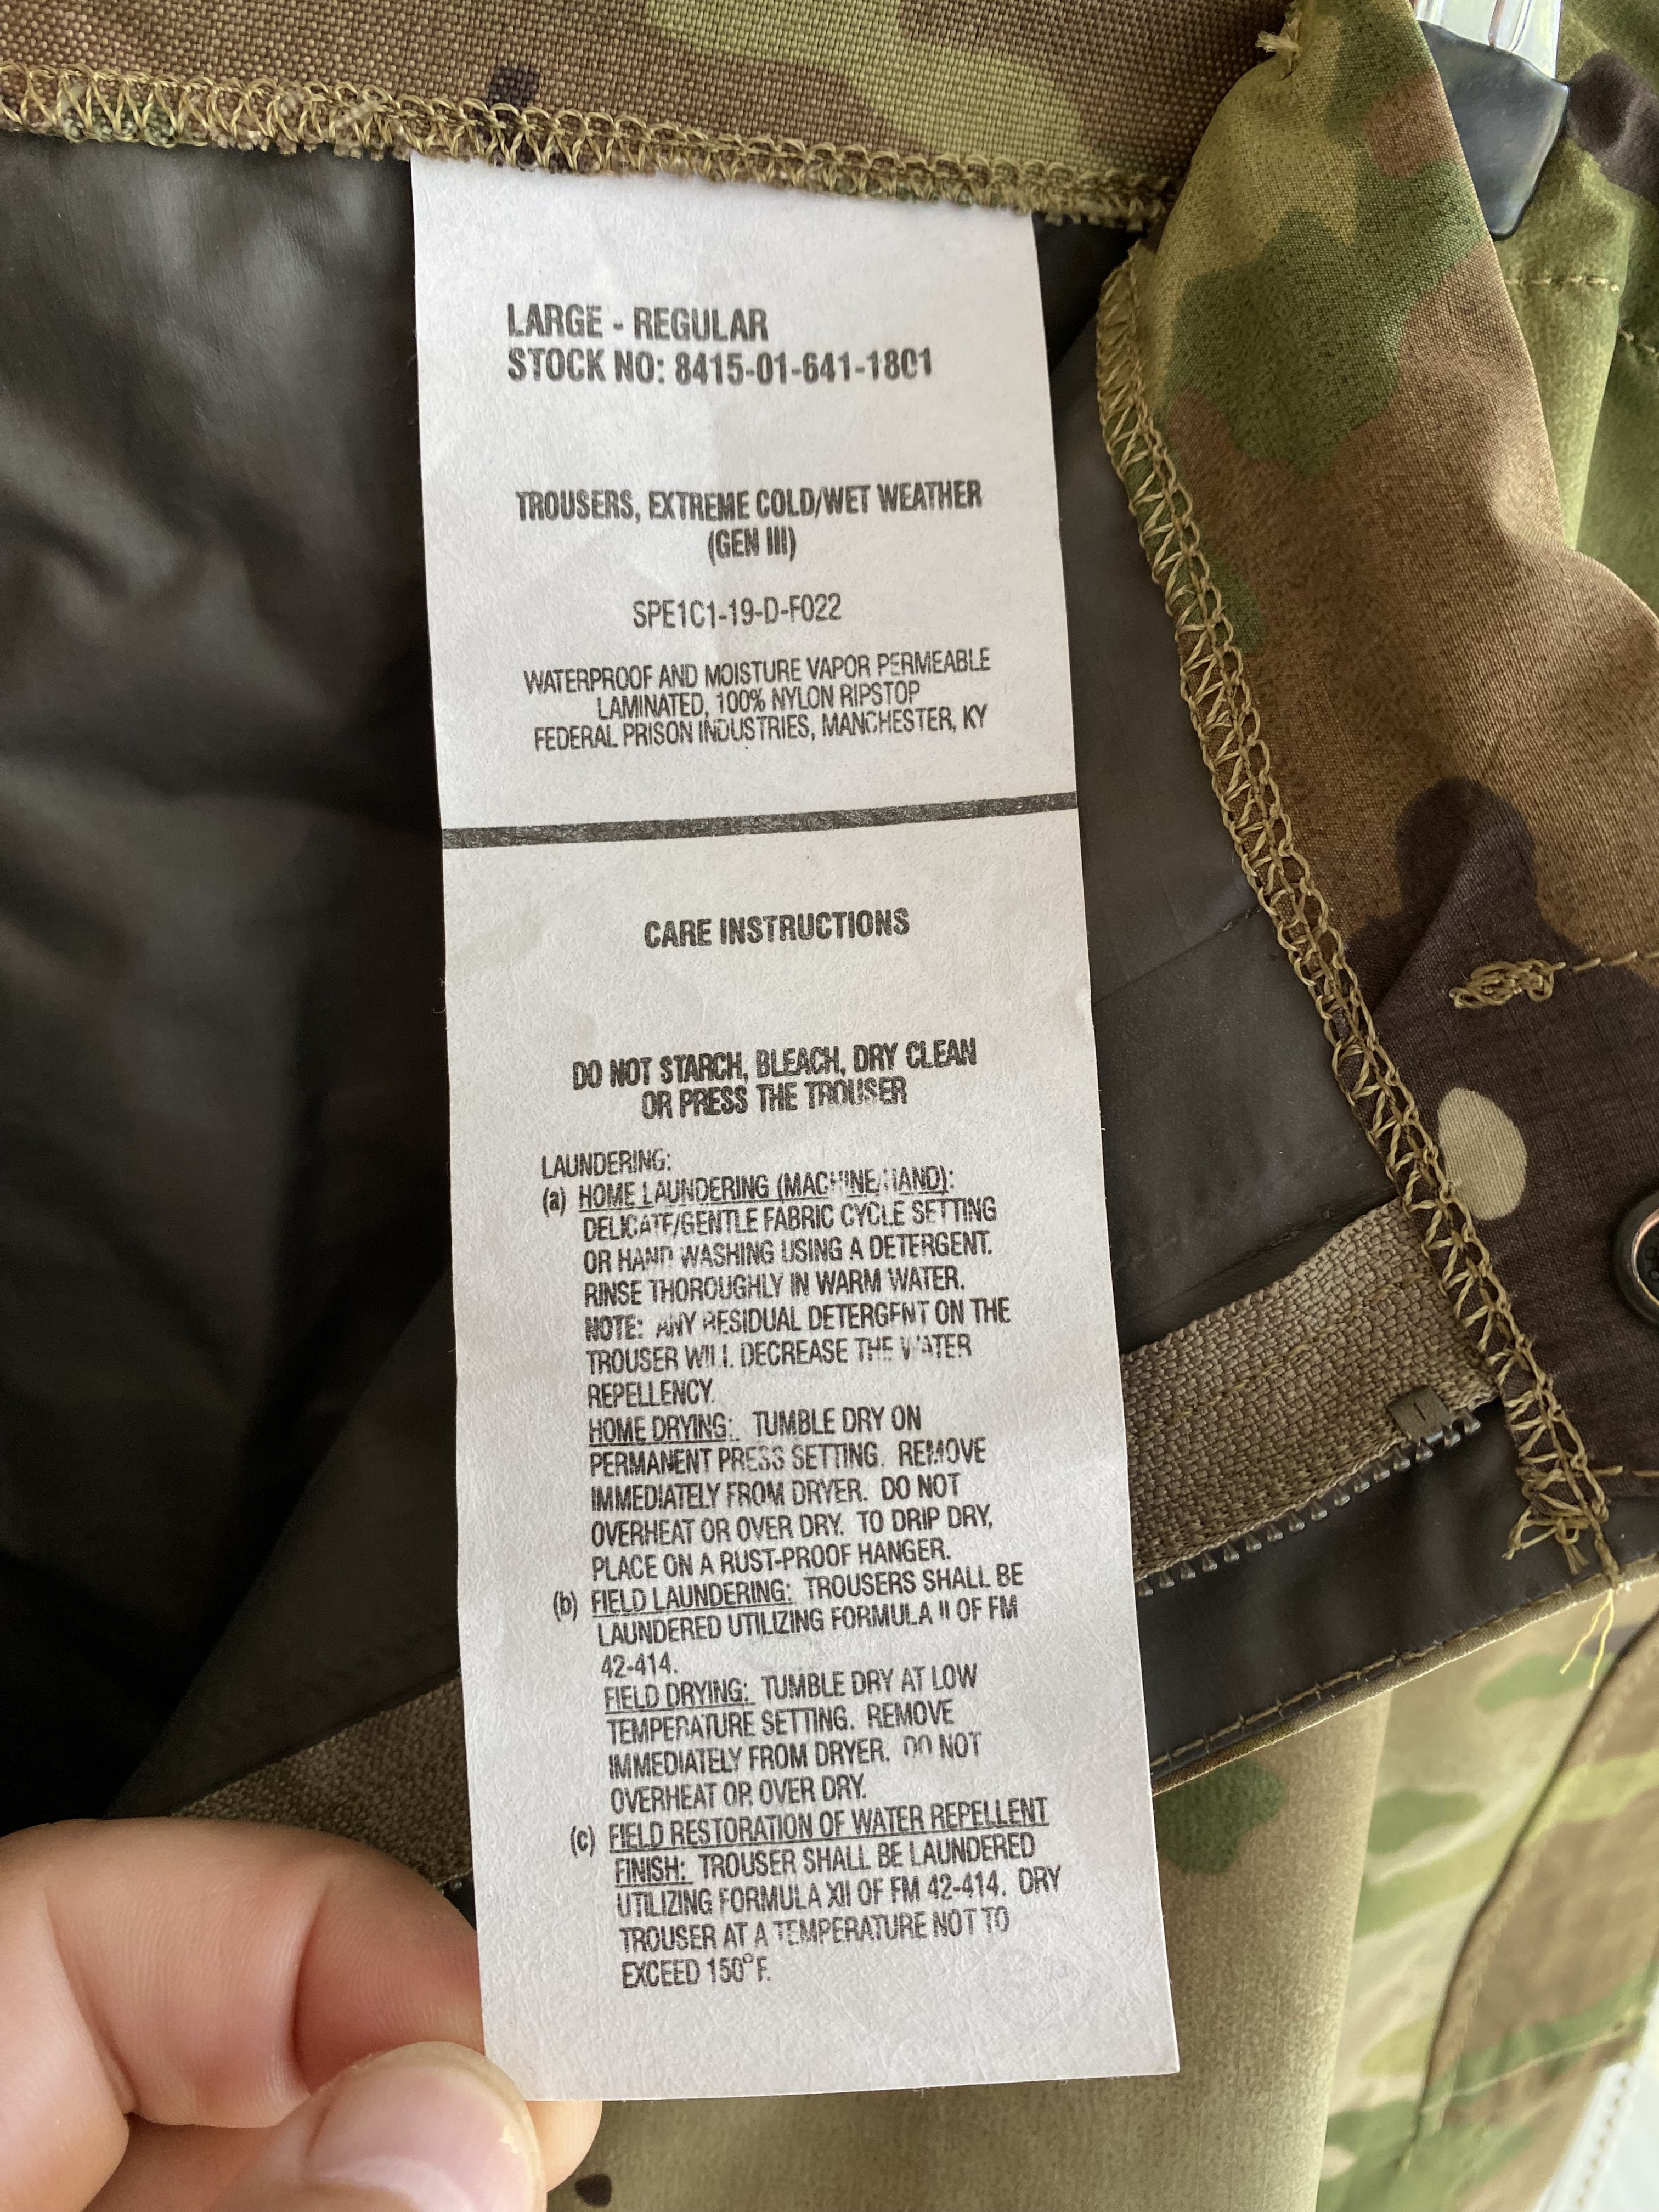 LARGE - REGULAR
STOCK NO: 8415-01-641-1801
TROUSERS, EXTREME COLD/WET WEATHER
(GEN III)
SPE1C1-19-D-F022
WATERPROOF AND MOISTURE VAPOR PERMEABLE
LAMINATED, 100% NYLON RIPSTOP
FEDERAL PRISON INDUSTRIES, MANCHESTER, KY
CARE INSTRUCTIONS
DO NOT STARCH, BLEACH, DRY CLEAN
OR PRESS THE TROUSER
LAUNDERING:
(a) HOME LAUNDERING (MACHINE/HAND):
DELICATE/GENTLE FABRIC CYCLE SETTING
OR HAND WASHING USING A DETERGENT.
RINSE THOROUGHLY IN WARM WATER.
NOTE: ANY RESIDUAL DETERGENT ON THE
TROUSER WILL DECREASE THE WATER
REPELLENCY.
HOME DRYING: TUMBLE DRY ON
PERMANENT PRESS SETTING. REMOVE
IMMEDIATELY FROM DRYER. DO NOT
OVERHEAT OR OVER DRY. TO DRIP DRY,
PLACE ON A RUST-PROOF HANGER.
(b) FIELD LAUNDERING: TROUSERS SHALL BE
LAUNDERED UTILIZING FORMULA II OF FM
42-414.
FIELD DRYING: TUMBLE DRY AT LOW
TEMPERATURE SETTING. REMOVE
IMMEDIATELY FROM DRYER. DO NOT
OVERHEAT OR OVER DRY.
(c) FIELD RESTORATION OF WATER REPELLENT
FINISH: TROUSER SHALL BE LAUNDERED
UTILIZING FORMULA XII OF FM 42-414. DRY
TROUSER AT A TEMPERATURE NOT TO
EXCEED 150°F.